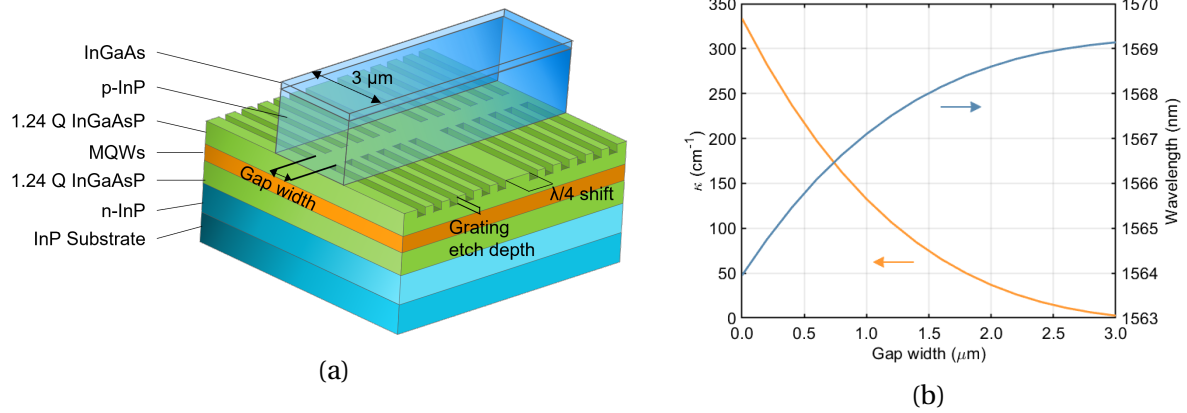 InGaAs
p-InP
1.24 Q InGaAsP
MQWs
1.24 Q InGaAsP
n-InP
InP Substrate
3 μm
Gap width
λ/4 shift
Grating
etch depth
(a)
350
300
250
200
150
100
50
0
κ (cm⁻¹)
0.0 0.5 1.0 1.5 2.0 2.5 3.0
Gap width (μm)
1570
1569
1568
1567
1566
1565
1564
1563
Wavelength (nm)
(b)